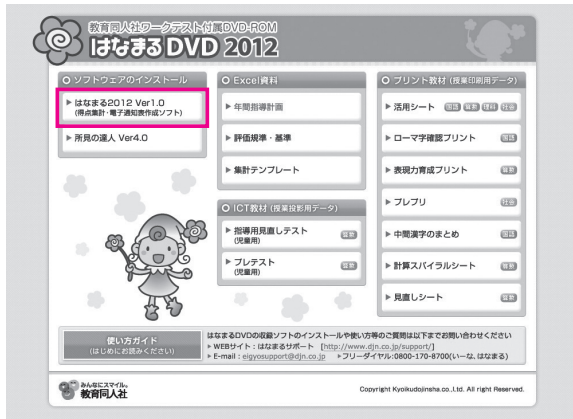 教育同人社ワークテスト付属DVD-ROM
はなまるDVD 2012
ソフトウェアのインストール
はなまる2012 Ver1.0
(得点集計・電子通知表作成ソフト)
所見の達人 Ver4.0
Excel資料
年間指導計画
評価規準・基準
集計テンプレート
ICT教材 (授業投影用データ)
指導用見直しテスト 算数
(児童用)
プレテスト 算数
(児童用)
プリント教材 (授業印刷用データ)
活用シート 国語 算数 理科 社会
ローマ字確認プリント 国語
表現力育成プリント 算数
プレプリ 社会
中間漢字のまとめ 国語
計算スパイラルシート 算数
見直しシート 算数
使い方ガイド
(はじめにお読みください)
はなまるDVDの収録ソフトのインストールや使い方等のご質問は以下までお問い合わせください
WEBサイト:はなまるサポート [http://www.djn.co.jp/support/]
E-mail:eigyosupport@djn.co.jp フリーダイヤル:0800-170-8700(いーな、はなまる)
みんなにスマイル。
教育同人社
Copyright Kyoikudojinsha.co.,Ltd. All right Reserved.